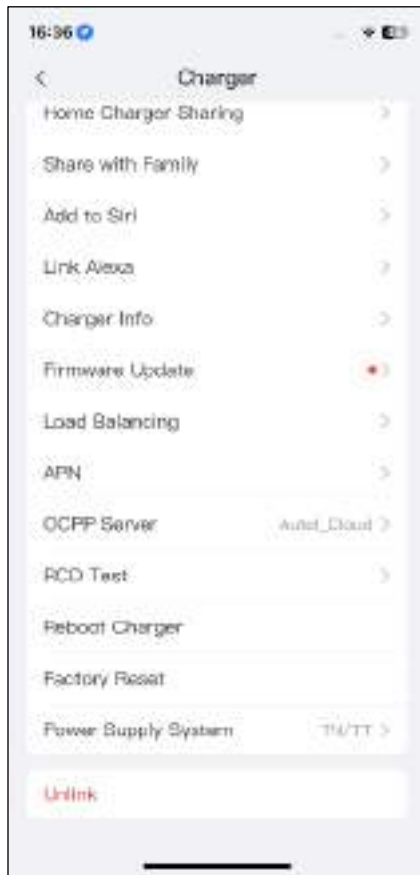 16:36
Charger
Home Charger Sharing
Share with Family
Add to Siri
Link Alexa
Charger Info
Firmware Update
Load Balancing
APN
OCPP Server Autel_Cloud
RCD Test
Reboot Charger
Factory Reset
Power Supply System TN/TT
Unlink